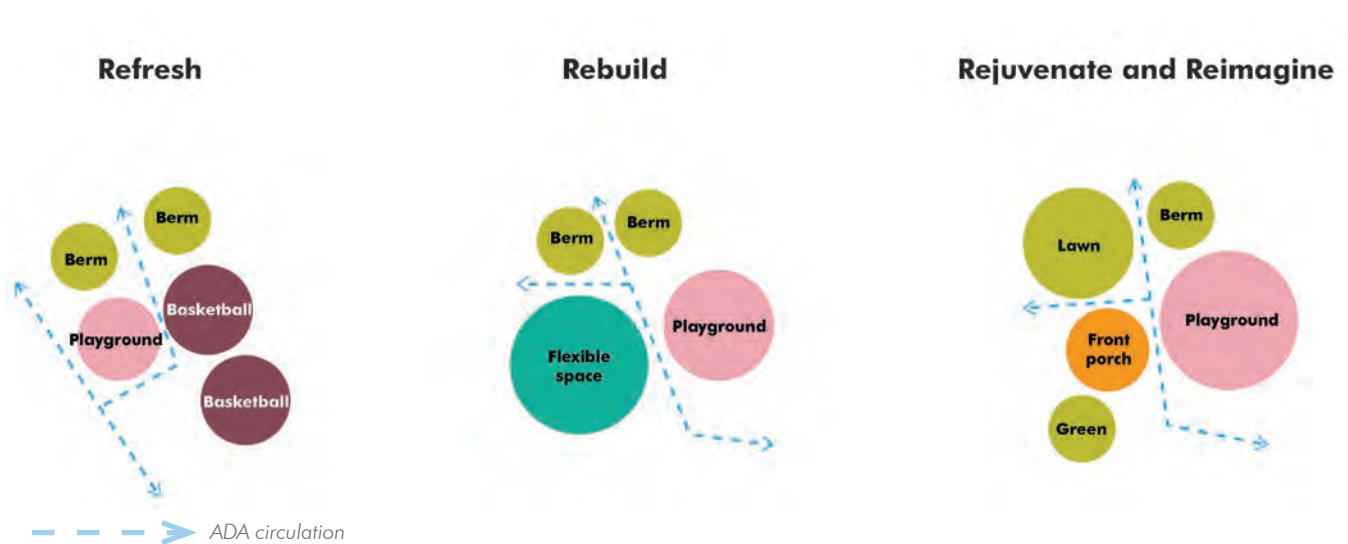 Refresh
Rebuild
Rejuvenate and Reimagine
Berm
Berm
Basketball
Playground
Basketball
Berm
Berm
Playground
Flexible
space
Berm
Lawn
Playground
Front
porch
Green
ADA circulation